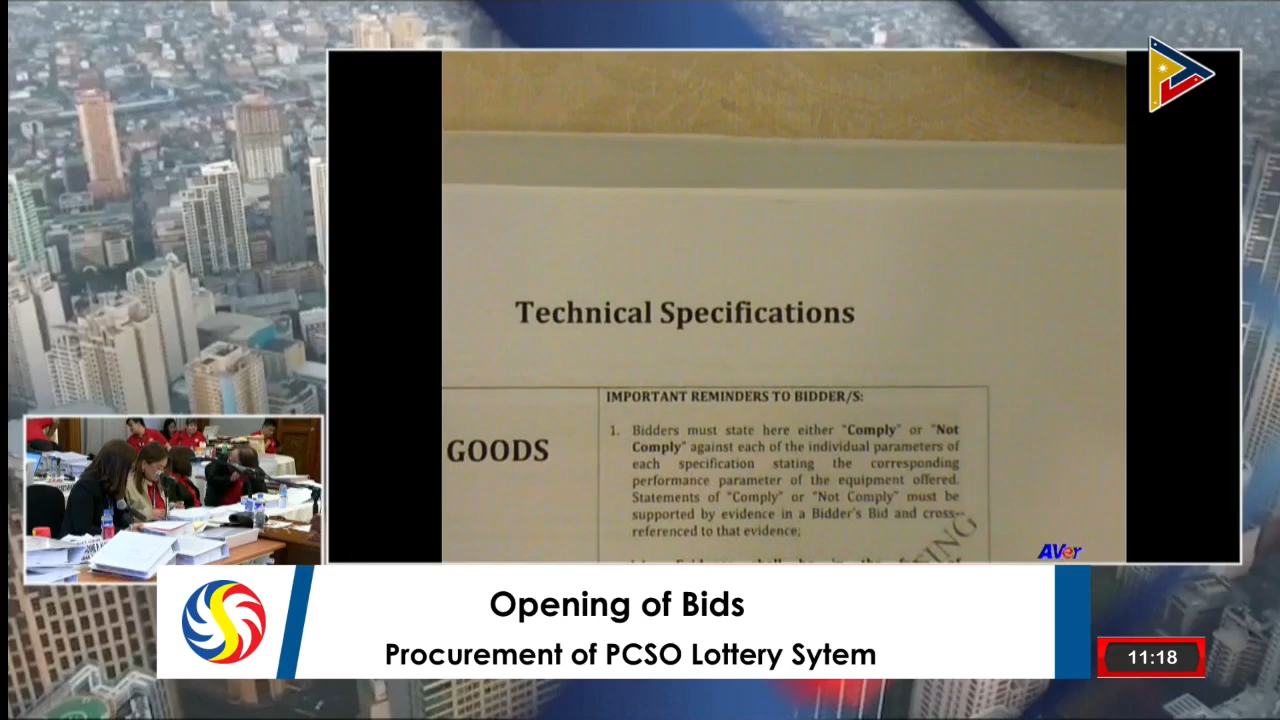 Technical Specifications
GOODS
IMPORTANT REMINDERS TO BIDDER/S:
1. Bidders must state here either "Comply" or "Not
Comply" against each of the individual parameters of
each specification stating the corresponding
performance parameter of the equipment offered.
Statements of "Comply" or "Not Comply" must be
supported by evidence in a Bidder's Bid and cross-
referenced to that evidence;
AVer
Opening of Bids
Procurement of PCSO Lottery Sytem
11:18